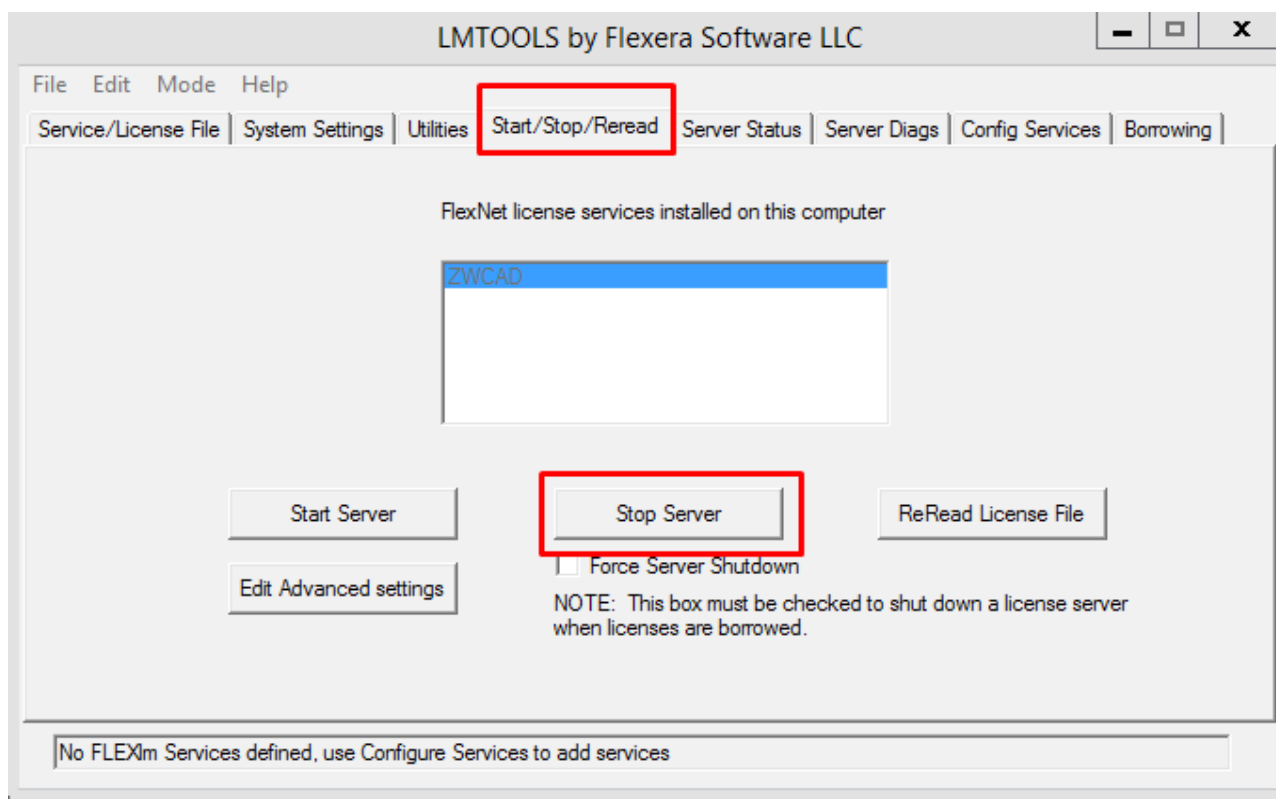 LMTOOLS by Flexera Software LLC
File Edit Mode Help
Service/License File System Settings Utilities Start/Stop/Reread Server Status Server Diags Config Services Borrowing
FlexNet license services installed on this computer
ZWCAD
Start Server Stop Server ReRead License File
Force Server Shutdown
Edit Advanced settings
NOTE: This box must be checked to shut down a license server
when licenses are borrowed.
No FLEXlm Services defined, use Configure Services to add services